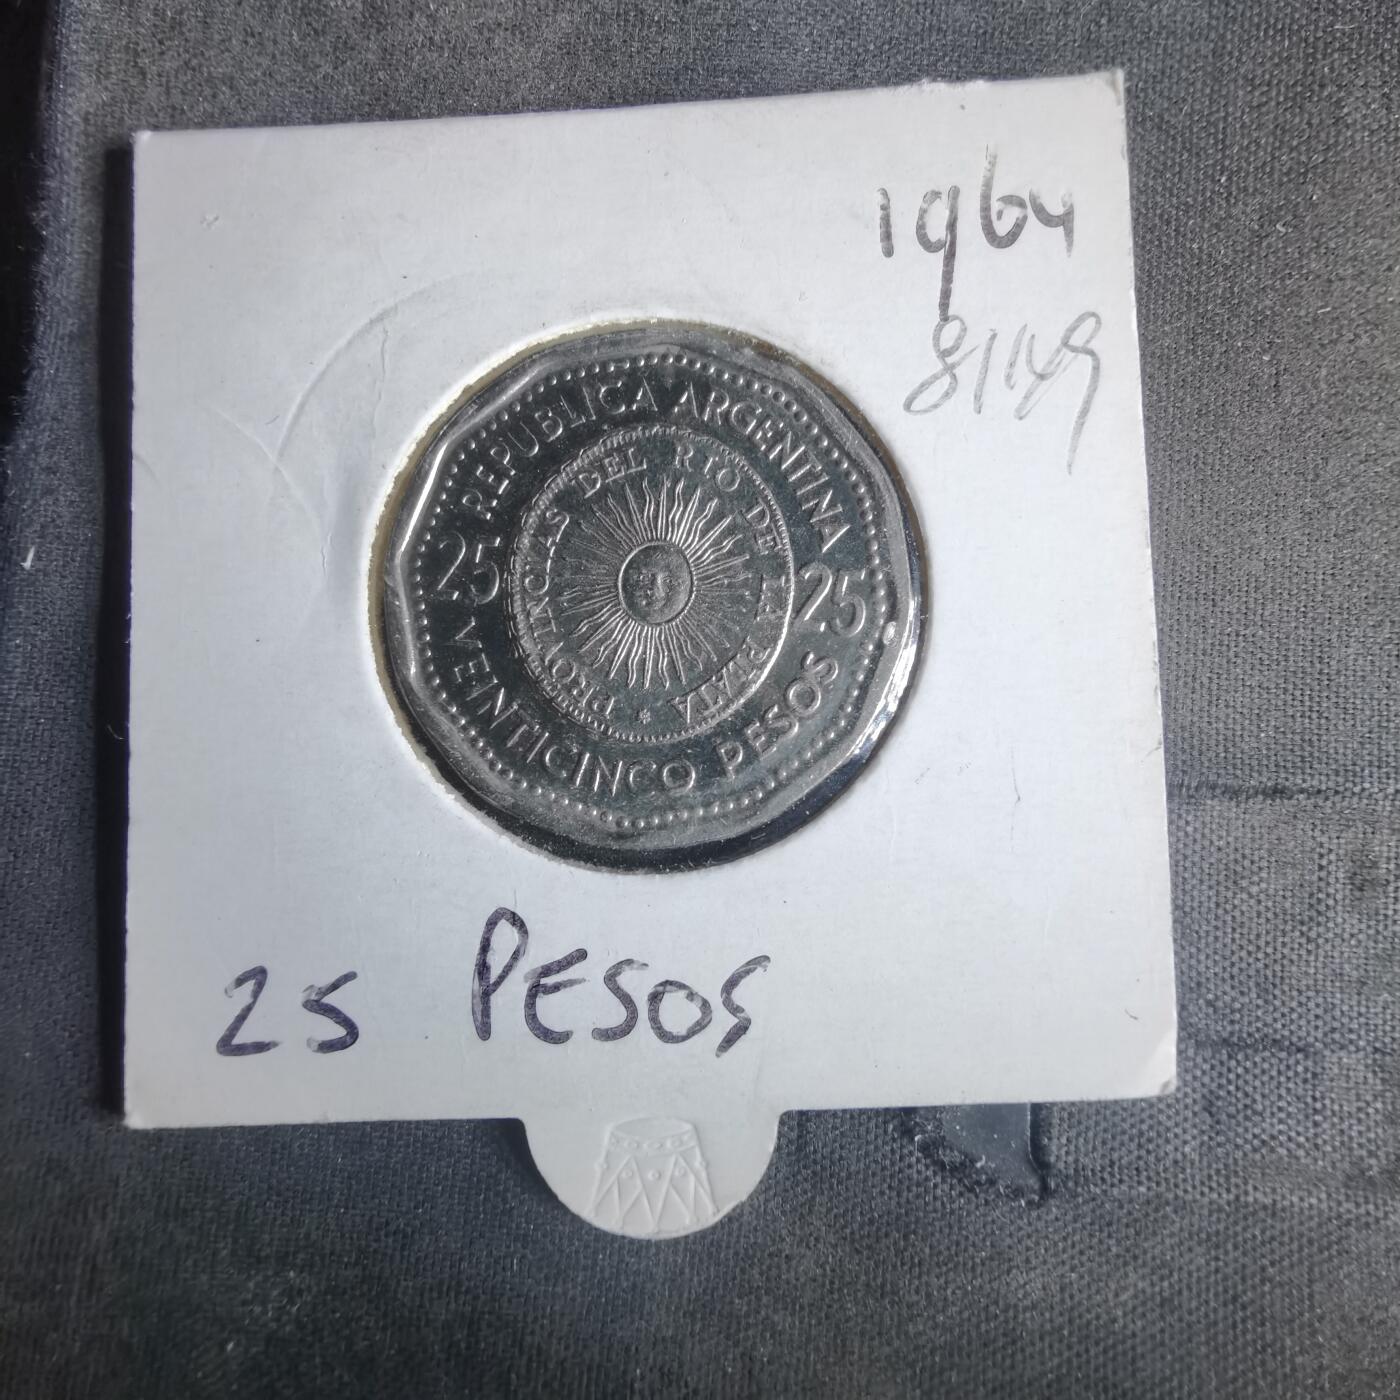 1964
8149
REPUBLICA ARGENTINA
PROVINCIAS DEL RIO DE LA PLATA
25 25
VEINTICINCO PESOS
25 PESOS